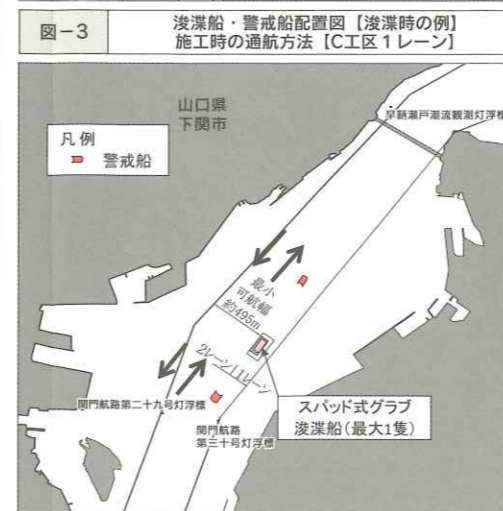 図－3
浚渫船・警戒船配置図【浚渫時の例】
施工時の通航方法【C工区1レーン】
山口県
下関市
早鞆瀬戸潮流観測灯浮標
凡例
警戒船
最小
可航幅
約495m
2レーン
1レーン
関門航路第二十九号灯浮標
関門航路
第三十号灯浮標
スパッド式グラブ
浚渫船(最大1隻)